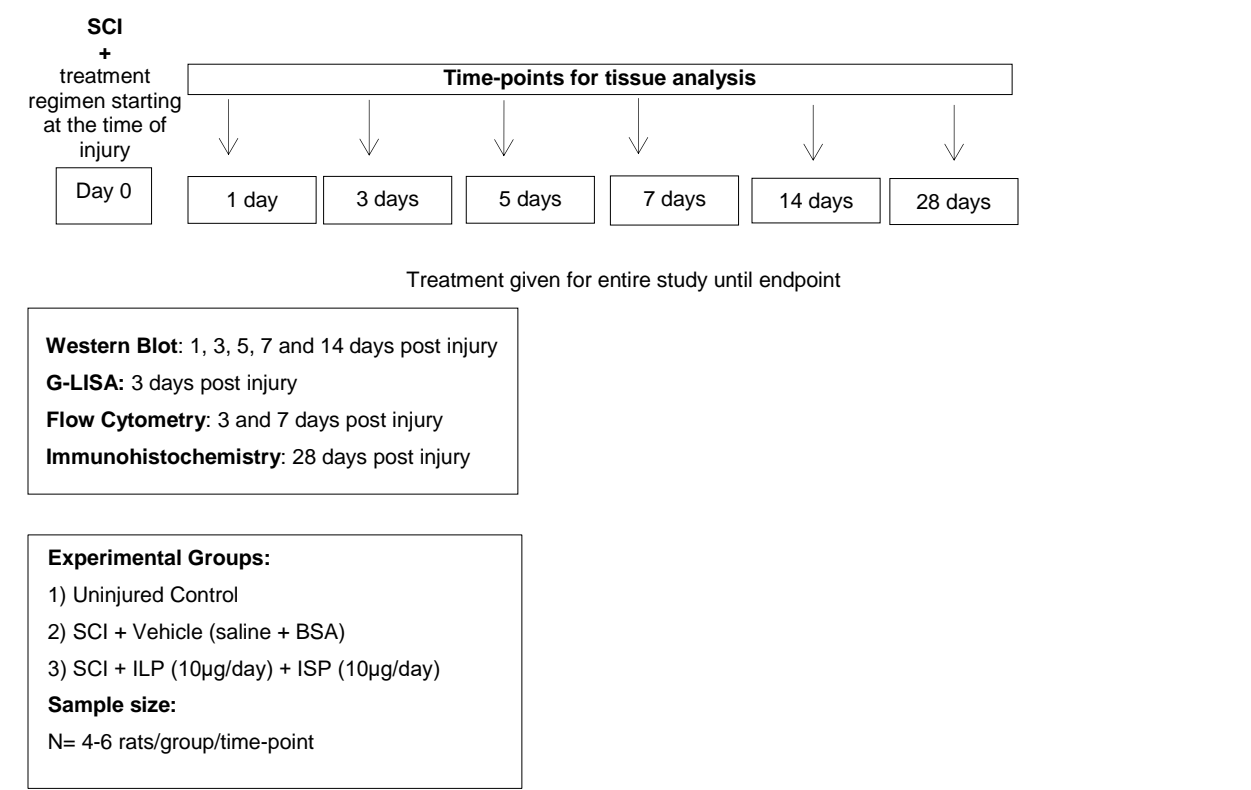 SCI
+
treatment
regimen starting
at the time of
injury
Day 0
Time-points for tissue analysis
1 day
3 days
5 days
7 days
14 days
28 days
Treatment given for entire study until endpoint
Western Blot: 1, 3, 5, 7 and 14 days post injury
G-LISA: 3 days post injury
Flow Cytometry: 3 and 7 days post injury
Immunohistochemistry: 28 days post injury
Experimental Groups:
1) Uninjured Control
2) SCI + Vehicle (saline + BSA)
3) SCI + ILP (10µg/day) + ISP (10µg/day)
Sample size:
N= 4-6 rats/group/time-point